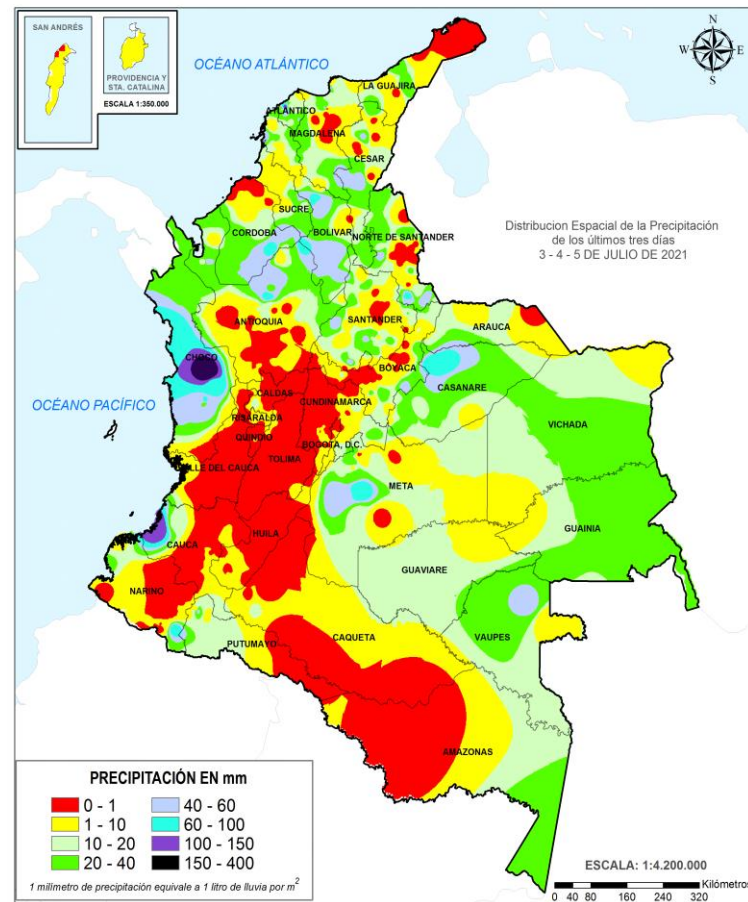 SAN ANDRÉS
PROVIDENCIA Y
STA. CATALINA
ESCALA 1:350.000
OCÉANO ATLÁNTICO
N
W
E
S
LA GUAJIRA
ATLÁNTICO
MAGDALENA
CESAR
SUCRE
CORDOBA
BOLIVAR
NORTE DE SANTANDER
Distribucion Espacial de la Precipitación
de los últimos tres días
3 - 4 - 5 DE JULIO DE 2021
ANTIOQUIA
SANTANDER
ARAUCA
CHOCO
BOYACA
CASANARE
OCÉANO PACÍFICO
CALDAS
CUNDINAMARCA
RISARALDA
VICHADA
QUINDIO
BOGOTA, D.C.
VALLE DEL CAUCA
TOLIMA
META
GUAINIA
CAUCA
HUILA
GUAVIARE
NARIÑO
VAUPES
PUTUMAYO
CAQUETA
AMAZONAS
PRECIPITACIÓN EN mm
0 - 1
40 - 60
1 - 10
60 - 100
10 - 20
100 - 150
20 - 40
150 - 400
1 milímetro de precipitación equivale a 1 litro de lluvia por m²
ESCALA: 1:4.200.000
0 40 80 160 240 320 Kilómetros